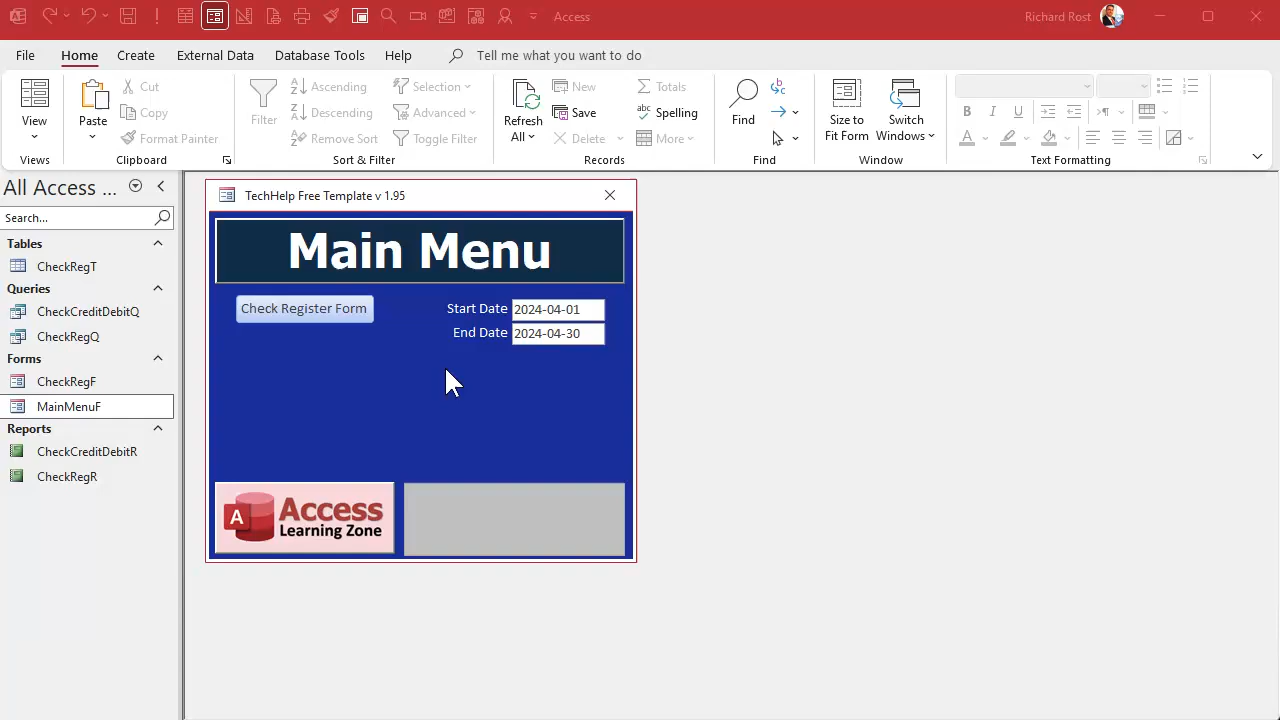 Access
Richard Rost
File
Home
Create
External Data
Database Tools
Help
Tell me what you want to do
View
Views
Paste
Cut
Copy
Format Painter
Clipboard
Filter
Ascending
Descending
Remove Sort
Selection
Advanced
Toggle Filter
Sort & Filter
Refresh
All
New
Save
Delete
Totals
Spelling
More
Records
Find
Find
Size to
Fit Form
Switch
Windows
Window
B I U
A
Text Formatting
All Access ...
Search...
Tables
CheckRegT
Queries
CheckCreditDebitQ
CheckRegQ
Forms
CheckRegF
MainMenuF
Reports
CheckCreditDebitR
CheckRegR
TechHelp Free Template v 1.95
Main Menu
Check Register Form
Start Date 2024-04-01
End Date 2024-04-30
A Access
Learning Zone